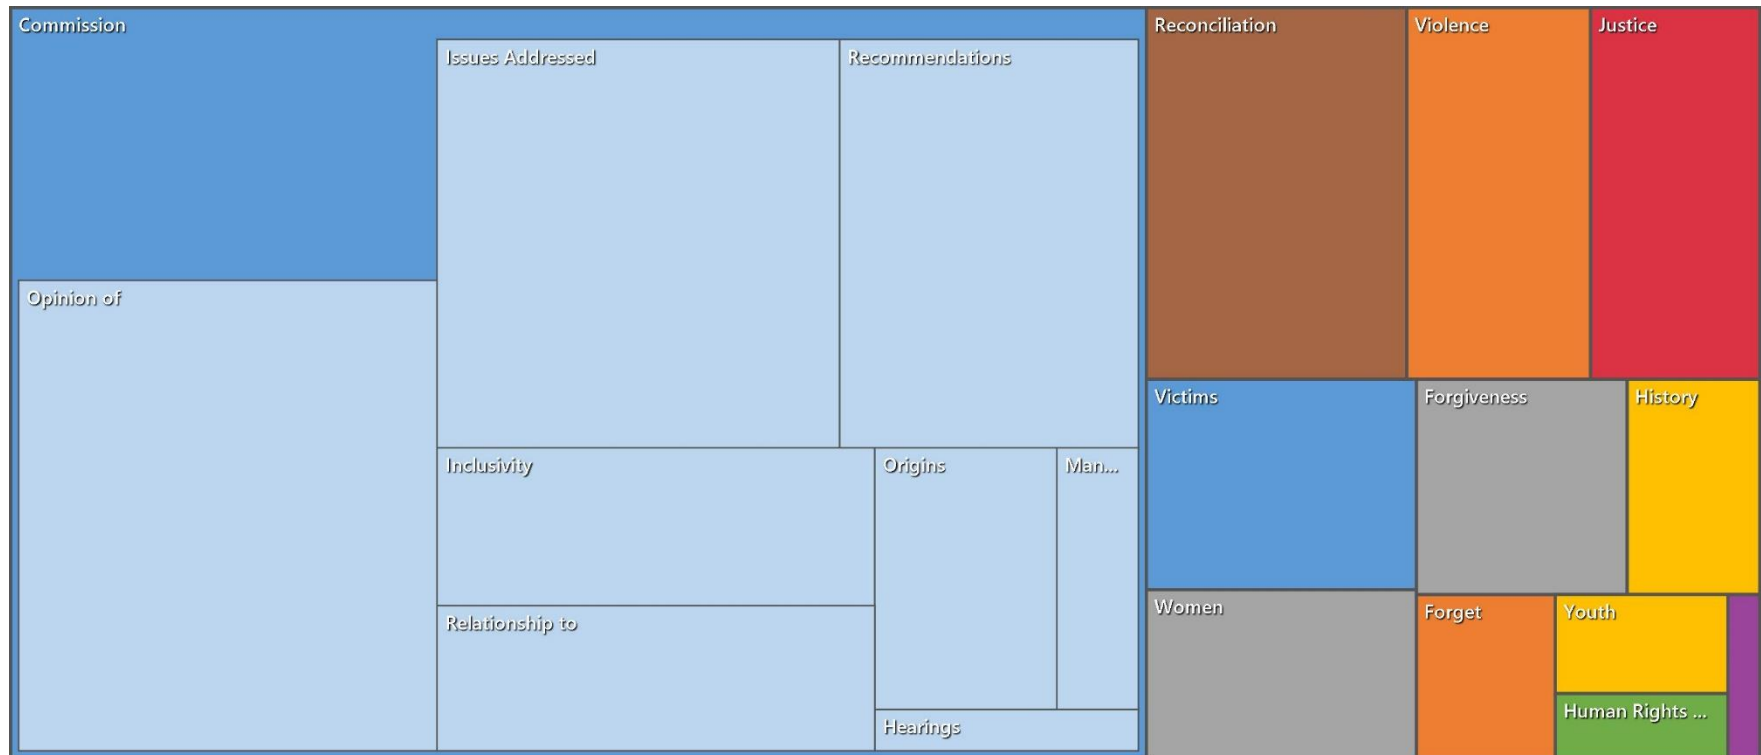 Commission
Issues Addressed
Recommendations
Opinion of
Inclusivity
Origins
Man...
Relationship to
Hearings
Reconciliation
Violence
Justice
Victims
Forgiveness
History
Women
Forget
Youth
Human Rights ...